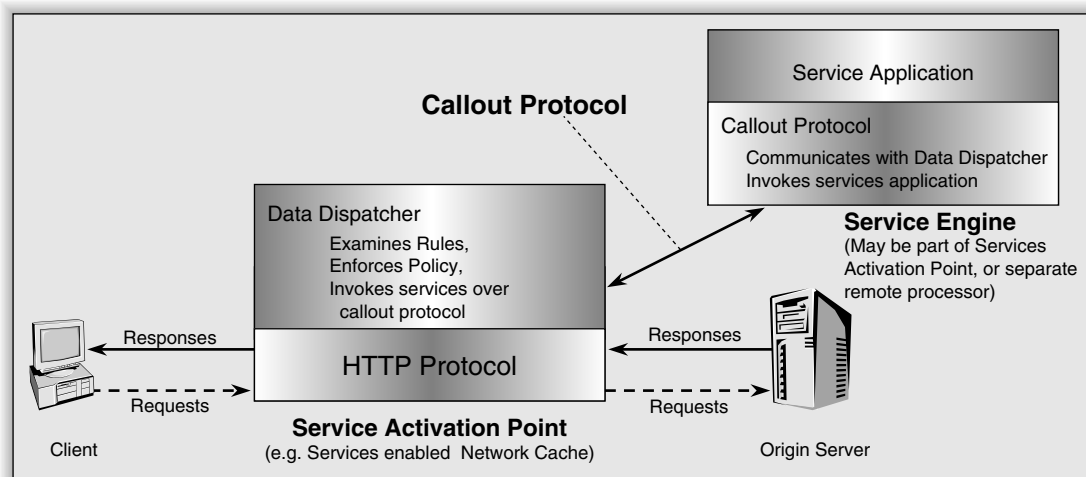 Service Application
Callout Protocol
Callout Protocol
Communicates with Data Dispatcher
Invokes services application
Data Dispatcher
Examines Rules,
Enforces Policy,
Invokes services over
callout protocol
Service Engine
(May be part of Services
Activation Point, or separate
remote processor)
Responses
HTTP Protocol
Responses
Requests
Requests
Client
Service Activation Point
(e.g. Services enabled Network Cache)
Origin Server